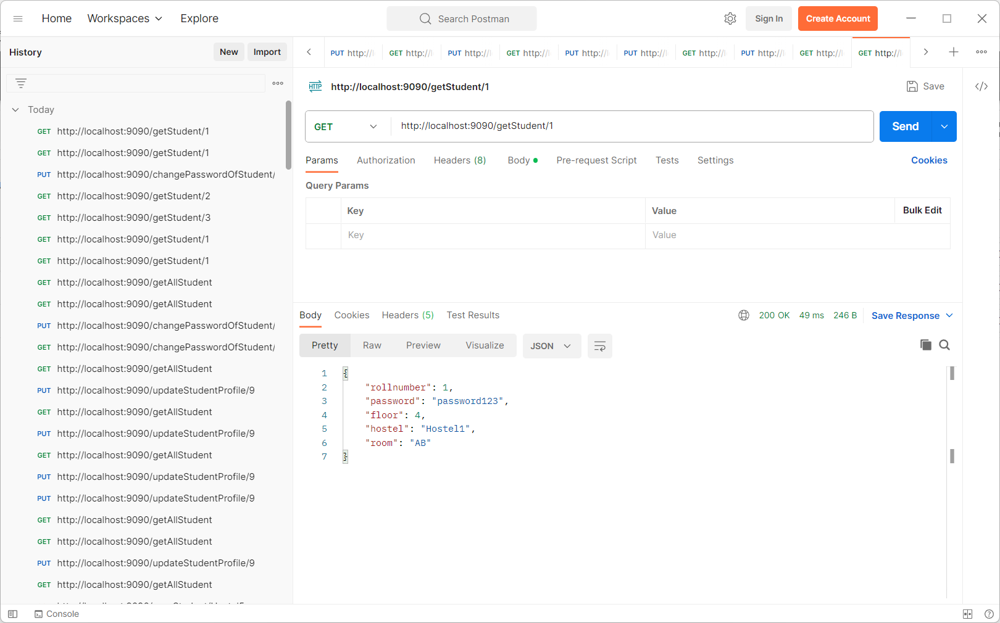 Home Workspaces Explore Search Postman Sign In Create Account
History New Import
PUT http://l GET http://l PUT http://l GET http://l PUT http://l PUT http://l GET http://l PUT http://l GET http://l GET http://l
HTTP http://localhost:9090/getStudent/1 Save
Today
GET http://localhost:9090/getStudent/1
GET http://localhost:9090/getStudent/1
PUT http://localhost:9090/changePasswordOfStudent/
GET http://localhost:9090/getStudent/2
GET http://localhost:9090/getStudent/3
GET http://localhost:9090/getStudent/1
GET http://localhost:9090/getStudent/1
GET http://localhost:9090/getAllStudent
GET http://localhost:9090/getAllStudent
PUT http://localhost:9090/changePasswordOfStudent/
GET http://localhost:9090/changePasswordOfStudent/
GET http://localhost:9090/getAllStudent
PUT http://localhost:9090/updateStudentProfile/9
GET http://localhost:9090/getAllStudent
PUT http://localhost:9090/updateStudentProfile/9
GET http://localhost:9090/getAllStudent
PUT http://localhost:9090/updateStudentProfile/9
PUT http://localhost:9090/updateStudentProfile/9
GET http://localhost:9090/getAllStudent
GET http://localhost:9090/getAllStudent
PUT http://localhost:9090/updateStudentProfile/9
GET http://localhost:9090/getAllStudent
GET http://localhost:9090/getStudent/1 Send
Params Authorization Headers (8) Body Pre-request Script Tests Settings Cookies
Query Params
Key Value Bulk Edit
Key Value
Body Cookies Headers (5) Test Results 200 OK 49 ms 246 B Save Response
Pretty Raw Preview Visualize JSON
1 {
2 "rollnumber": 1,
3 "password": "password123",
4 "floor": 4,
5 "hostel": "Hostel1",
6 "room": "AB"
7 }
Console